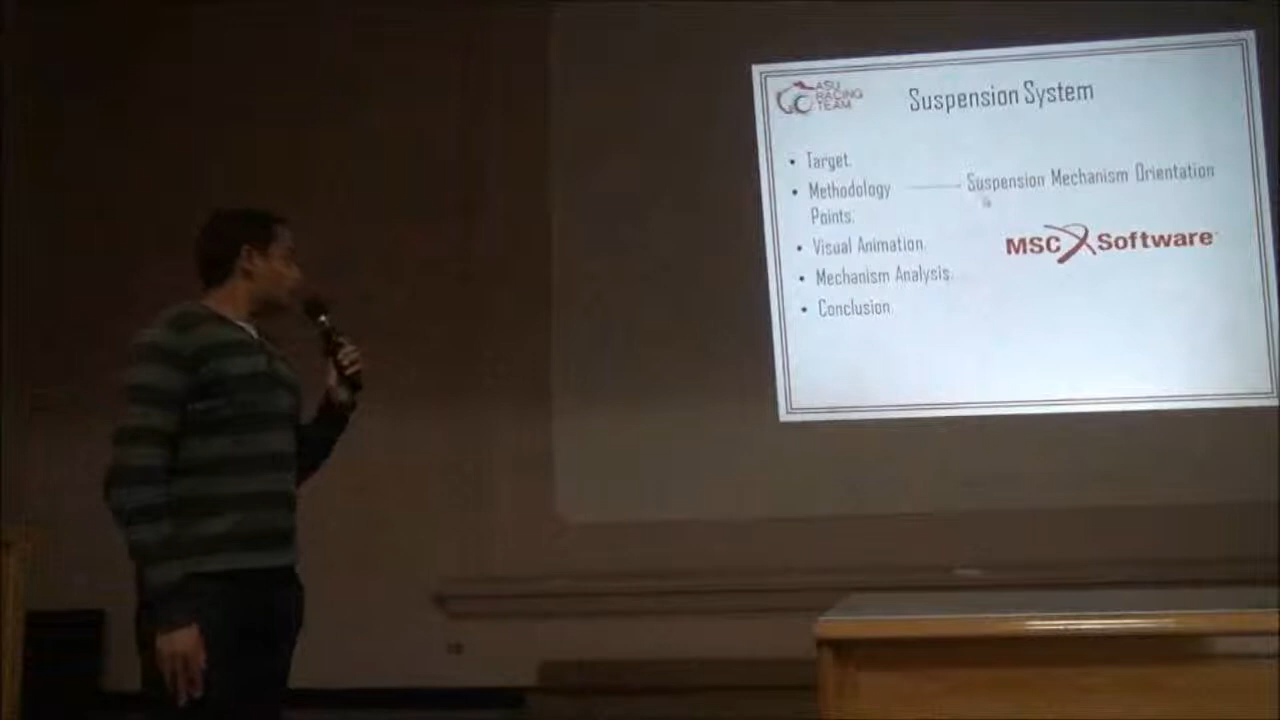 ASU
RACING
TEAM
Suspension System
• Target.
• Methodology
Points.
Suspension Mechanism Orientation
MSC Software
• Visual Animation.
• Mechanism Analysis.
• Conclusion